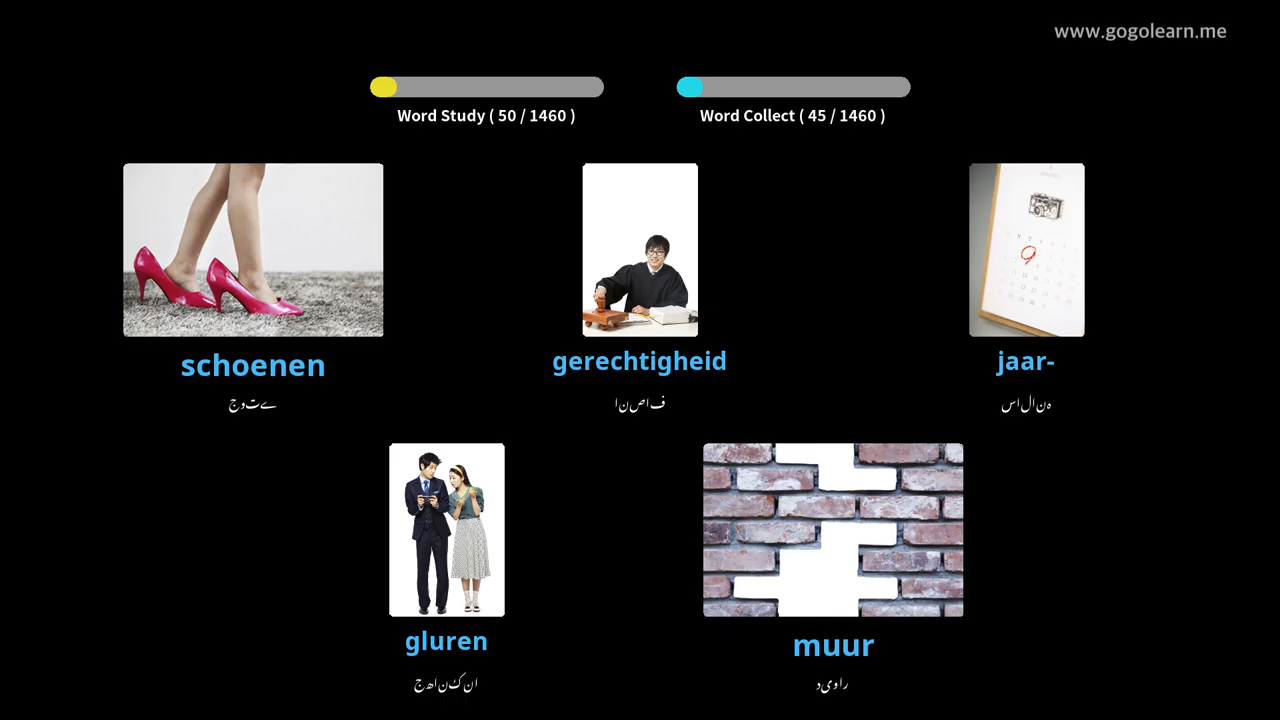 www.gogolearn.me
Word Study ( 50 / 1460 )
Word Collect ( 45 / 1460 )
schoenen
جوتے
gerechtigheid
انصاف
jaar-
سالانہ
gluren
جھانکنا
muur
دیوار